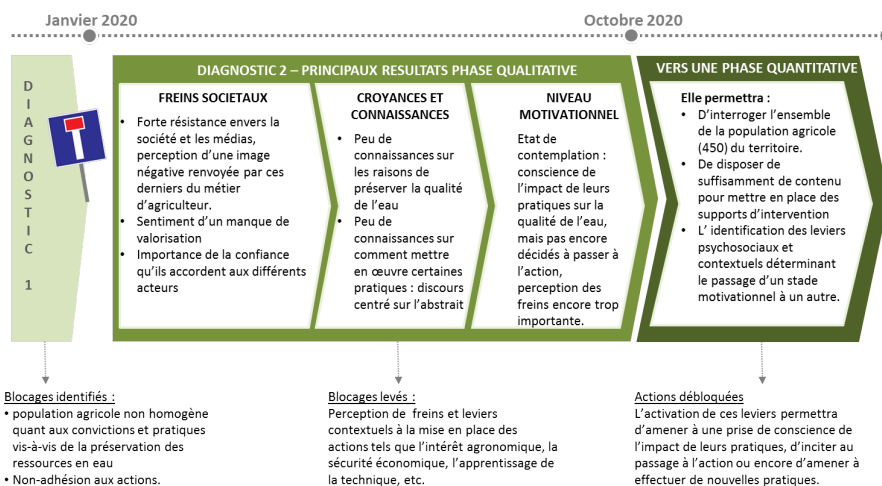 Janvier 2020
Octobre 2020
D
I
A
G
N
O
S
T
I
C
1
DIAGNOSTIC 2 – PRINCIPAUX RESULTATS PHASE QUALITATIVE
FREINS SOCIETAUX
• Forte résistance envers la
société et les médias,
perception d'une image
négative renvoyée par ces
derniers du métier
d'agriculteur.
• Sentiment d'un manque de
valorisation
• Importance de la confiance
qu'ils accordent aux différents
acteurs
CROYANCES ET
CONNAISSANCES
• Peu de
connaissances sur
les raisons de
préserver la qualité
de l'eau
• Peu de
connaissances sur
comment mettre
en œuvre certaines
pratiques : discours
centré sur l'abstrait
NIVEAU
MOTIVATIONNEL
Etat de
contemplation :
conscience de
l'impact de leurs
pratiques sur la
qualité de l'eau,
mais pas encore
décidés à passer à
l'action,
perception des
freins encore trop
importante.
VERS UNE PHASE QUANTITATIVE
Elle permettra :
• D'interroger l'ensemble
de la population agricole
(450) du territoire.
• De disposer de
suffisamment de contenu
pour mettre en place des
supports d'intervention
• L' identification des leviers
psychosociaux et
contextuels déterminant
le passage d'un stade
motivationnel à un autre.
Blocages identifiés :
• population agricole non homogène
quant aux convictions et pratiques
vis-à-vis de la préservation des
ressources en eau
• Non-adhésion aux actions.
Blocages levés :
Perception de freins et leviers
contextuels à la mise en place des
actions tels que l'intérêt agronomique, la
sécurité économique, l'apprentissage de
la technique, etc.
Actions débloquées
L'activation de ces leviers permettra
d'amener à une prise de conscience de
l'impact de leurs pratiques, d'inciter au
passage à l'action ou encore d'amener à
effectuer de nouvelles pratiques.